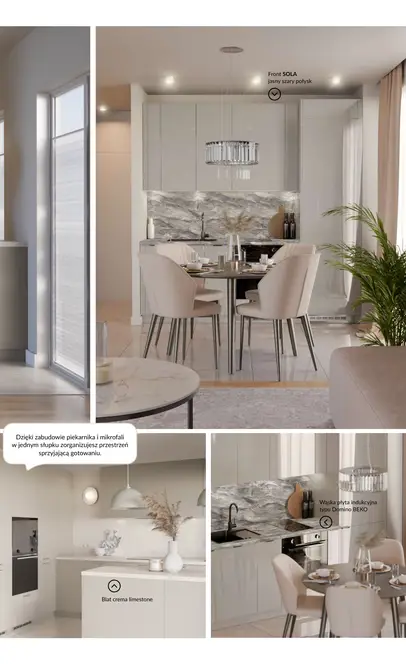 Front SOLA
jasny szary połysk
Dzięki zabudowie piekarnika i mikrofali
w jednym słupku zorganizujesz przestrzeń
sprzyjającą gotowaniu.
Wąska płyta indukcyjna
typu Domino BEKO
Blat crema limestone